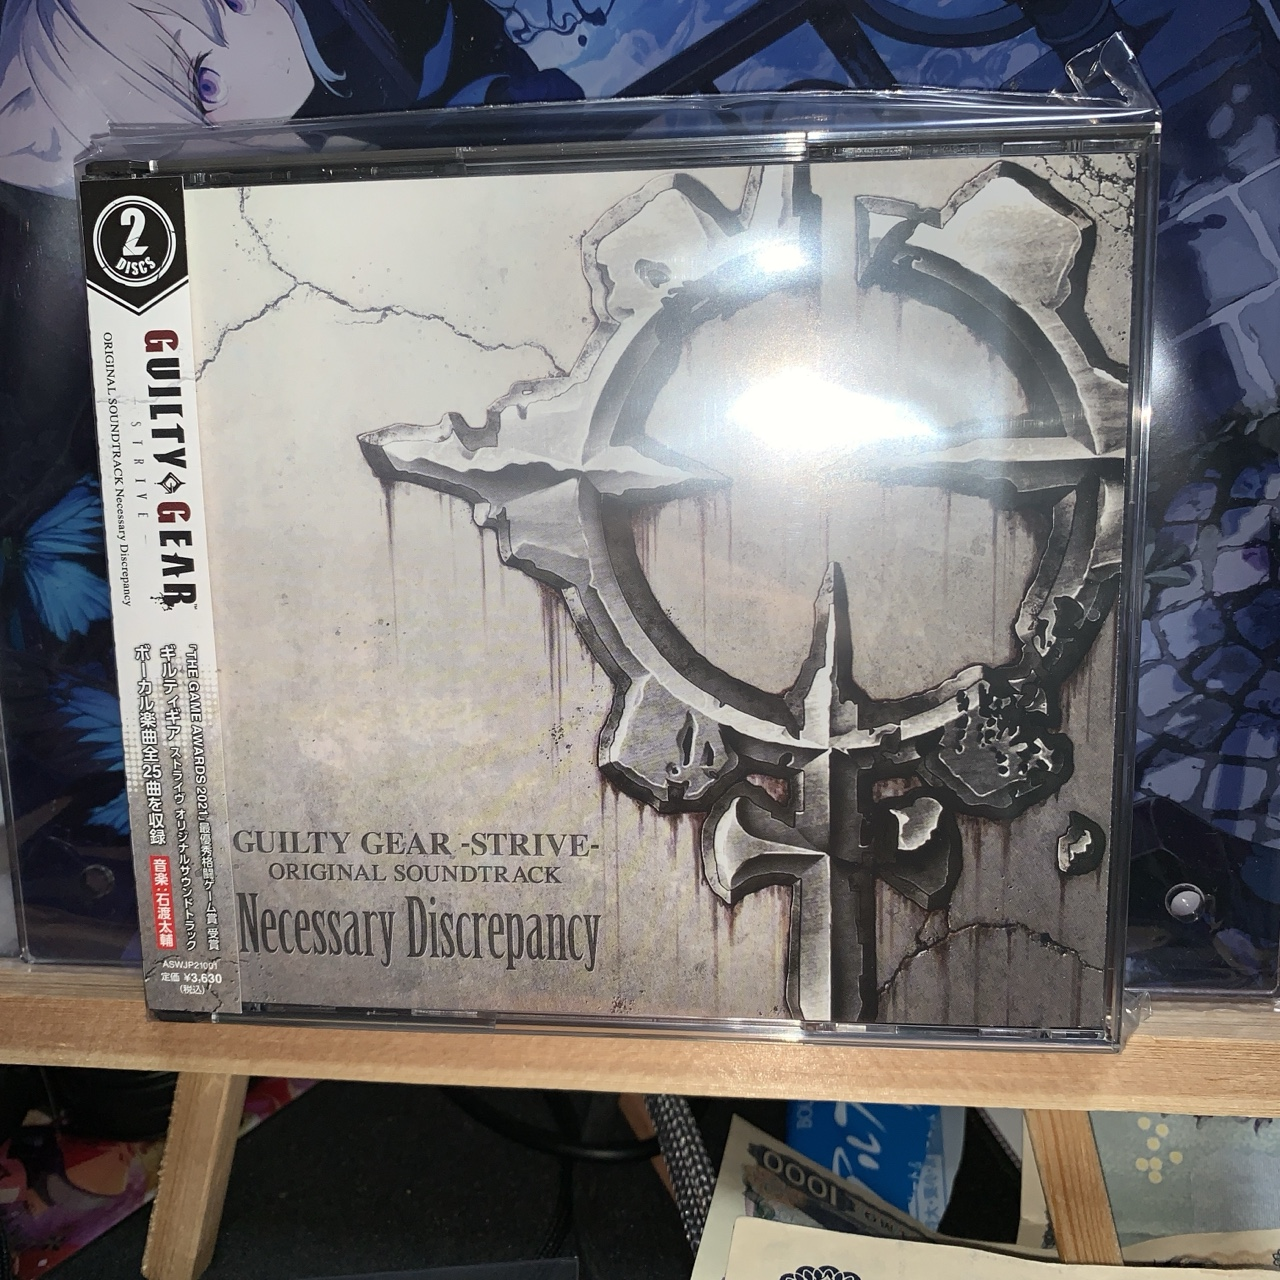 2
DISCS
GUILTY GEAR™
- STRIVE -
ORIGINAL SOUNDTRACK Necessary Discrepancy
「THE GAME AWARDS 2021」最優秀格闘ゲーム賞 受賞
ギルティギア ストライヴ オリジナルサウンドトラック
ボーカル楽曲全25曲を収録
音楽:石渡太輔
ASWJP21001
定価 ¥3,630
(税込)
GUILTY GEAR -STRIVE-
ORIGINAL SOUNDTRACK
Necessary Discrepancy
1000